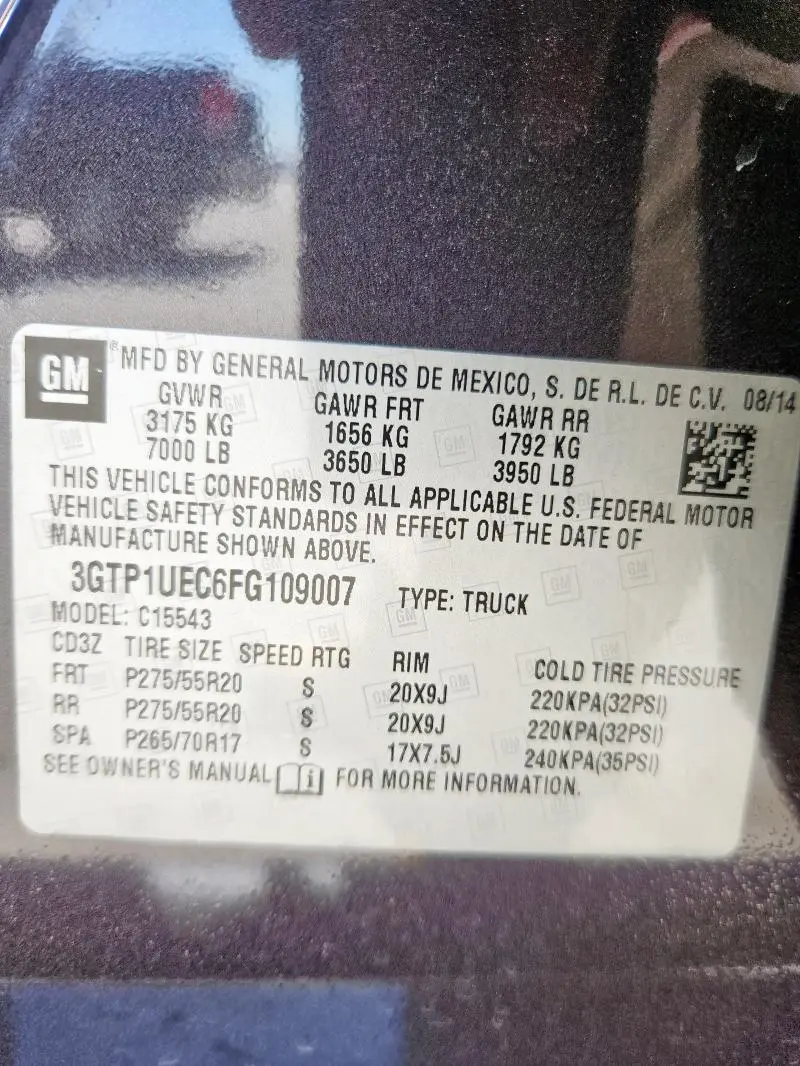 GM ® MFD BY GENERAL MOTORS DE MEXICO, S. DE R.L. DE C.V. 08/14
GVWR GAWR FRT GAWR RR
3175 KG 1656 KG 1792 KG
7000 LB 3650 LB 3950 LB
THIS VEHICLE CONFORMS TO ALL APPLICABLE U.S. FEDERAL MOTOR
VEHICLE SAFETY STANDARDS IN EFFECT ON THE DATE OF
MANUFACTURE SHOWN ABOVE.
3GTP1UEC6FG109007 TYPE: TRUCK
MODEL: C15543
CD3Z TIRE SIZE SPEED RTG RIM COLD TIRE PRESSURE
FRT P275/55R20 S 20X9J 220KPA(32PSI)
RR P275/55R20 S 20X9J 220KPA(32PSI)
SPA P265/70R17 S 17X7.5J 240KPA(35PSI)
SEE OWNER'S MANUAL i FOR MORE INFORMATION.